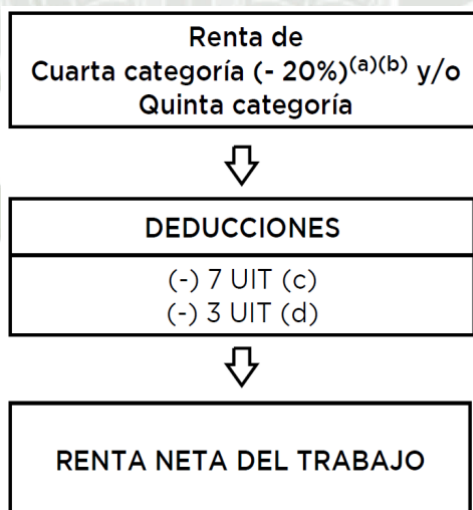 Renta de
Cuarta categoría (- 20%)(a)(b) y/o
Quinta categoría
DEDUCCIONES
(-) 7 UIT (c)
(-) 3 UIT (d)
RENTA NETA DEL TRABAJO